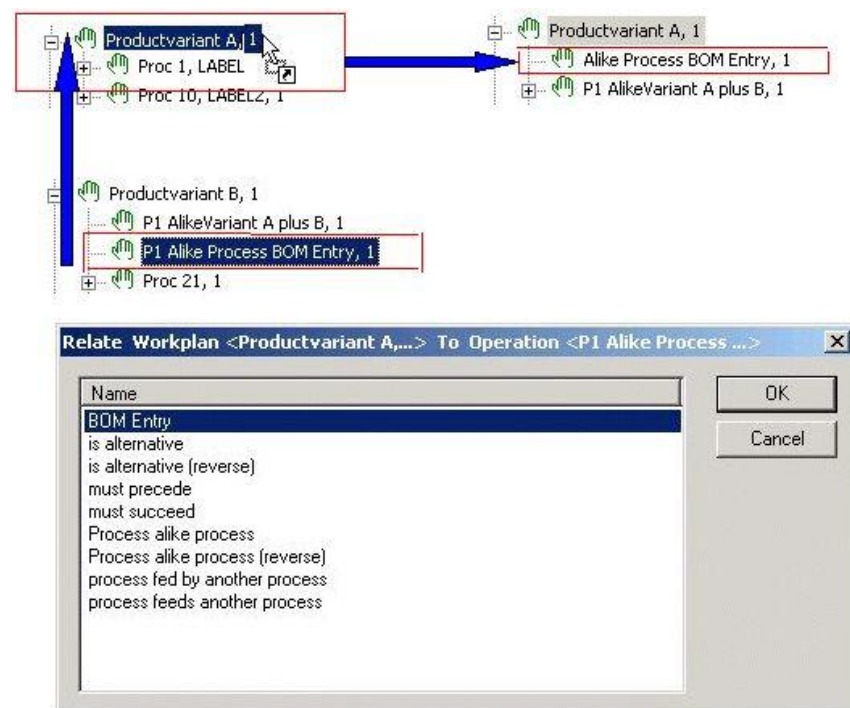 Productvariant A, 1
Proc 1, LABEL
Proc 10, LABEL2, 1
Productvariant A, 1
Alike Process BOM Entry, 1
P1 AlikeVariant A plus B, 1
Productvariant B, 1
P1 AlikeVariant A plus B, 1
P1 Alike Process BOM Entry, 1
Proc 21, 1
Relate Workplan <Productvariant A,...> To Operation <P1 Alike Process ...>
Name
BOM Entry
is alternative
is alternative (reverse)
must precede
must succeed
Process alike process
Process alike process (reverse)
process fed by another process
process feeds another process
OK
Cancel